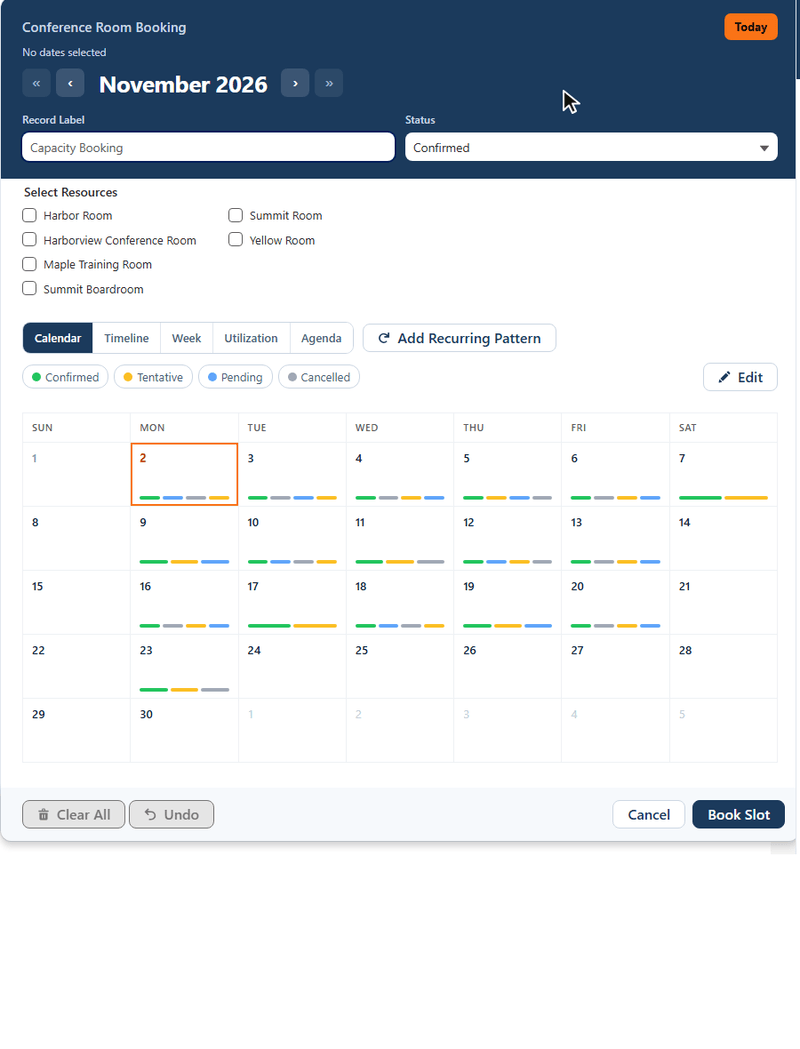 Conference Room Booking
Today
No dates selected
« ‹ November 2026 › »
Record Label
Status
Capacity Booking
Confirmed
Select Resources
Harbor Room
Summit Room
Harborview Conference Room
Yellow Room
Maple Training Room
Summit Boardroom
Calendar Timeline Week Utilization Agenda Add Recurring Pattern
Confirmed Tentative Pending Cancelled Edit
SUN MON TUE WED THU FRI SAT
1 2 3 4 5 6 7
8 9 10 11 12 13 14
15 16 17 18 19 20 21
22 23 24 25 26 27 28
29 30 1 2 3 4 5
Clear All Undo Cancel Book Slot